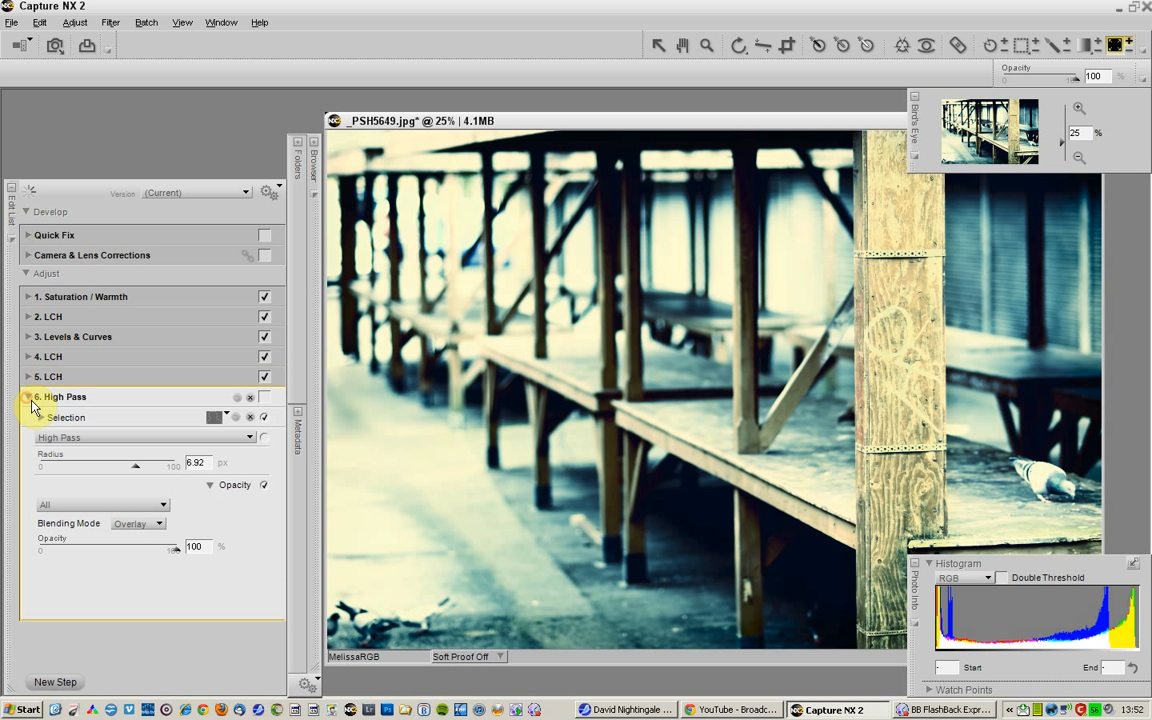 Capture NX 2
File Edit Adjust Filter Batch View Window Help
Opacity
0 100 %
_PSH5649.jpg* @ 25% | 4.1MB
Bird's Eye
25 %
Folders
Browser
Metadata
Edit List
Version (Current)
Develop
Quick Fix
Camera & Lens Corrections
Adjust
1. Saturation / Warmth
2. LCH
3. Levels & Curves
4. LCH
5. LCH
6. High Pass
Selection
High Pass
Radius
0 100 6.92 px
Opacity
All
Blending Mode Overlay
Opacity
0 100 %
New Step
MelissaRGB Soft Proof Off
Photo Info
Histogram
RGB Double Threshold
- Start End -
Watch Points
Start David Nightingale ... YouTube - Broadc... Capture NX 2 BB FlashBack Expr... 13:52